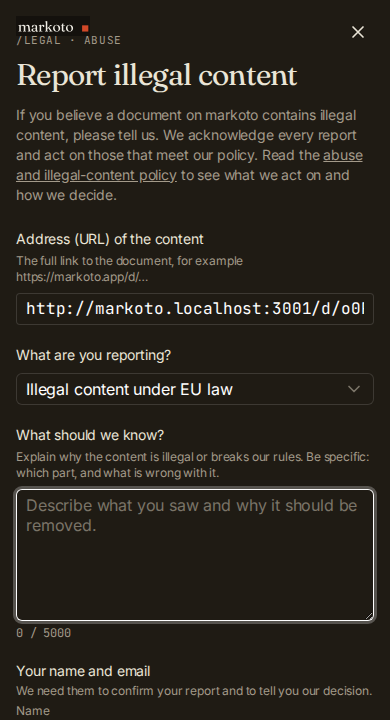 markoto
/LEGAL · ABUSE
Report illegal content
If you believe a document on markoto contains illegal
content, please tell us. We acknowledge every report
and act on those that meet our policy. Read the abuse
and illegal-content policy to see what we act on and
how we decide.
Address (URL) of the content
The full link to the document, for example
https://markoto.app/d/…
http://markoto.localhost:3001/d/o0
What are you reporting?
Illegal content under EU law
What should we know?
Explain why the content is illegal or breaks our rules. Be specific:
which part, and what is wrong with it.
Describe what you saw and why it should be
removed.
0 / 5000
Your name and email
We need them to confirm your report and to tell you our decision.
Name